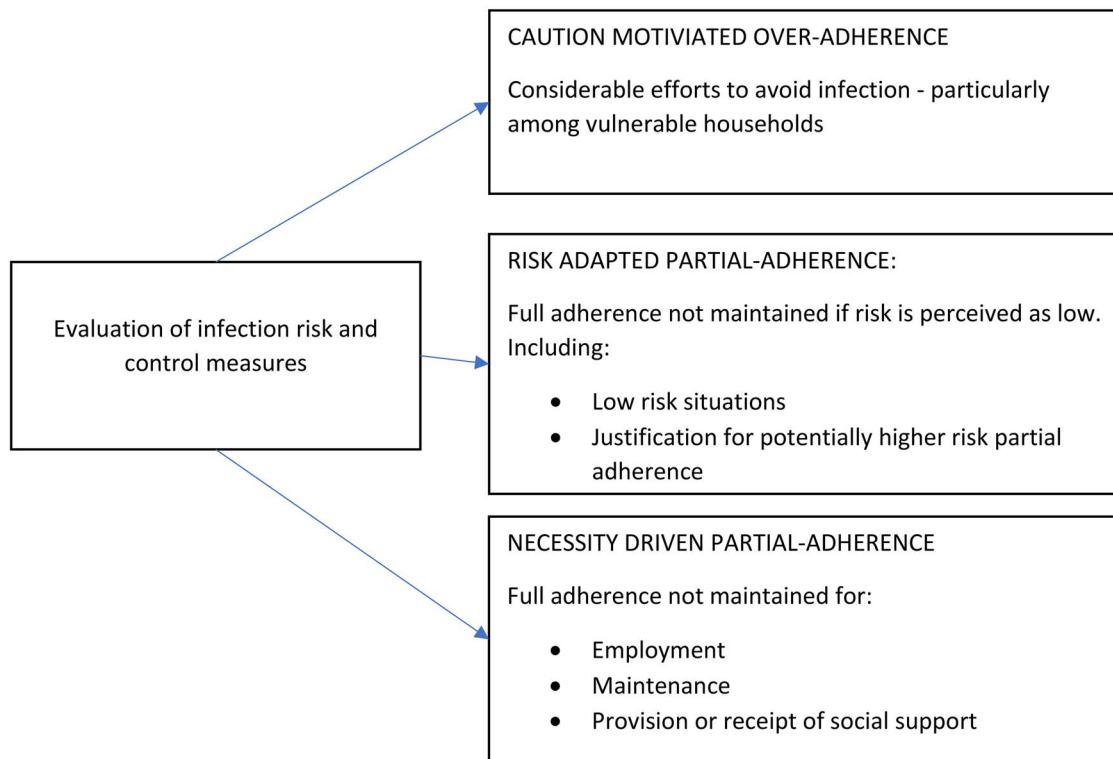 CAUTION MOTIVIATED OVER-ADHERENCE
Considerable efforts to avoid infection - particularly
among vulnerable households
Evaluation of infection risk and
control measures
RISK ADAPTED PARTIAL-ADHERENCE:
Full adherence not maintained if risk is perceived as low.
Including:
• Low risk situations
• Justification for potentially higher risk partial
adherence
NECESSITY DRIVEN PARTIAL-ADHERENCE
Full adherence not maintained for:
• Employment
• Maintenance
• Provision or receipt of social support